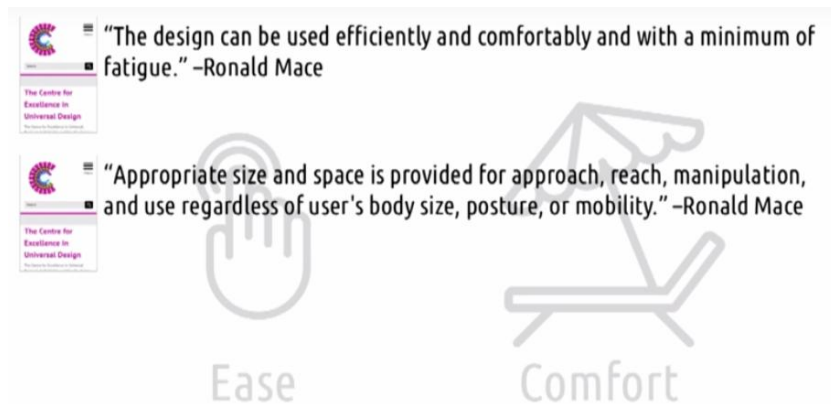 “The design can be used efficiently and comfortably and with a minimum of
fatigue.” –Ronald Mace
The Centre for
Excellence in
Universal Design
“Appropriate size and space is provided for approach, reach, manipulation,
and use regardless of user's body size, posture, or mobility.” –Ronald Mace
The Centre for
Excellence in
Universal Design
Ease
Comfort